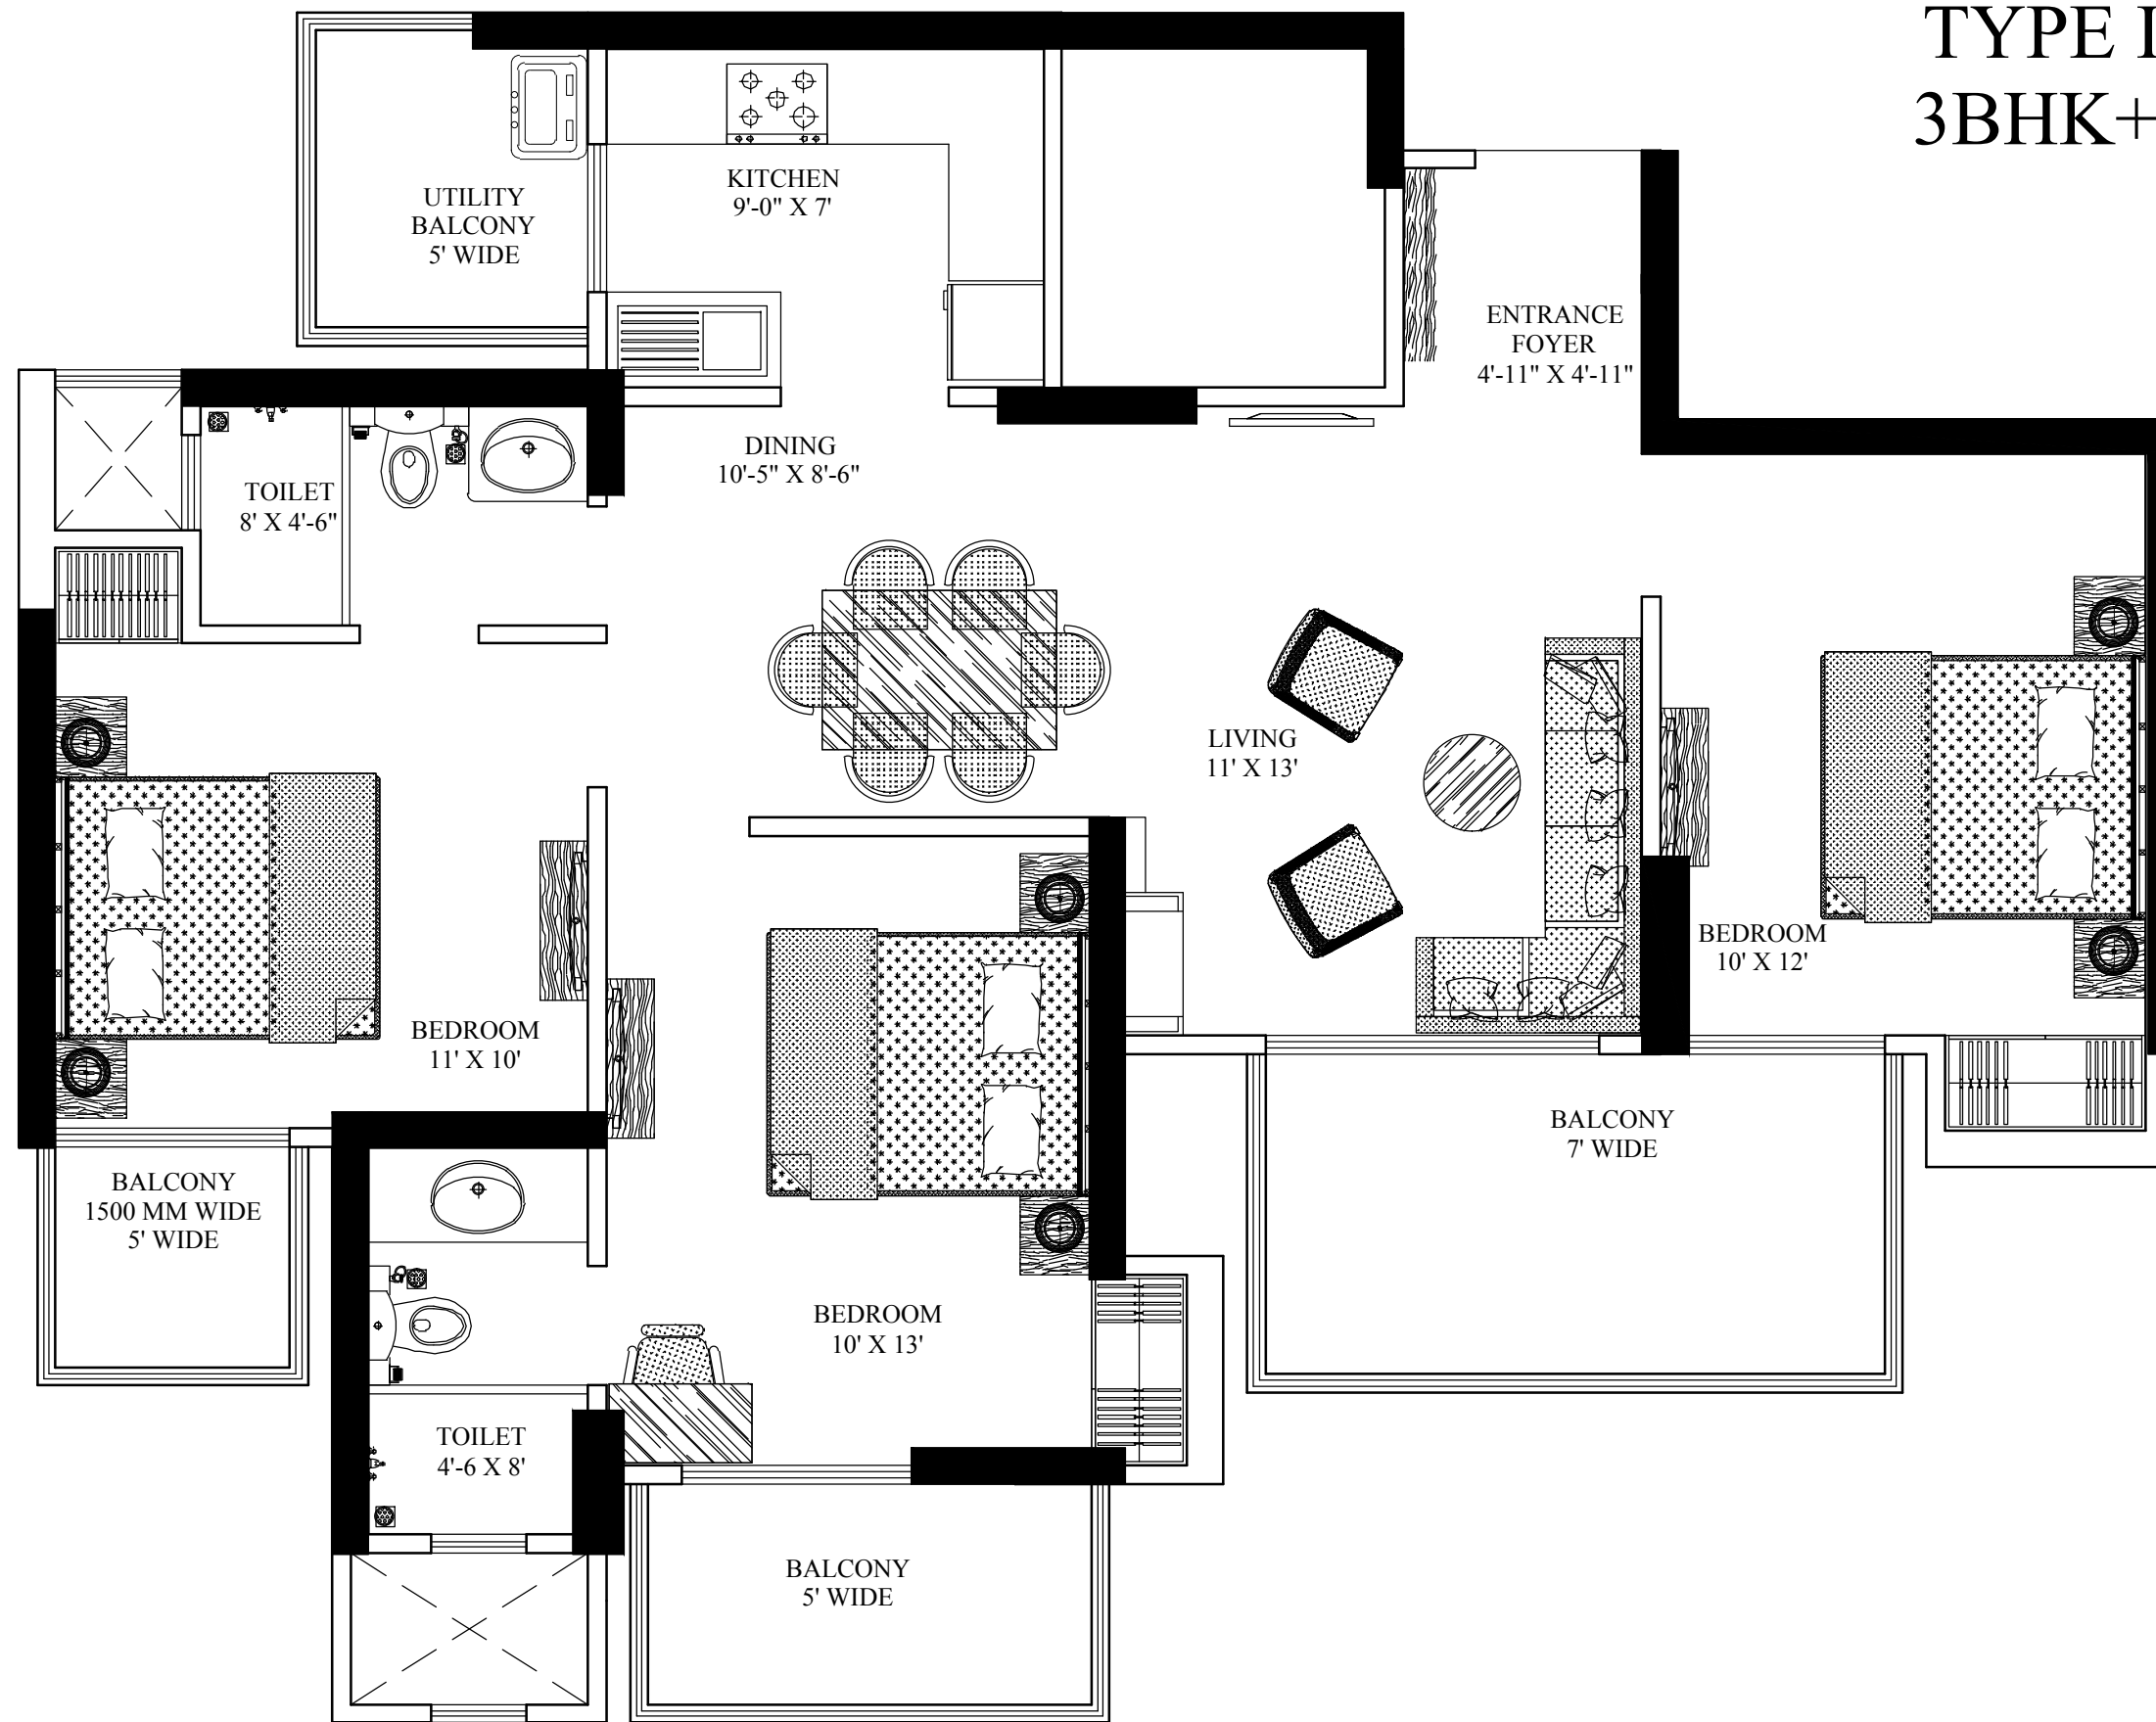 TYPE I
3BHK+
KITCHEN
9'-0" X 7'
UTILITY
BALCONY
5' WIDE
ENTRANCE
FOYER
4'-11" X 4'-11"
DINING
10'-5" X 8'-6"
TOILET
8' X 4'-6"
LIVING
11' X 13'
BEDROOM
10' X 12'
BEDROOM
11' X 10'
BALCONY
7' WIDE
BALCONY
1500 MM WIDE
5' WIDE
BEDROOM
10' X 13'
TOILET
4'-6 X 8'
BALCONY
5' WIDE